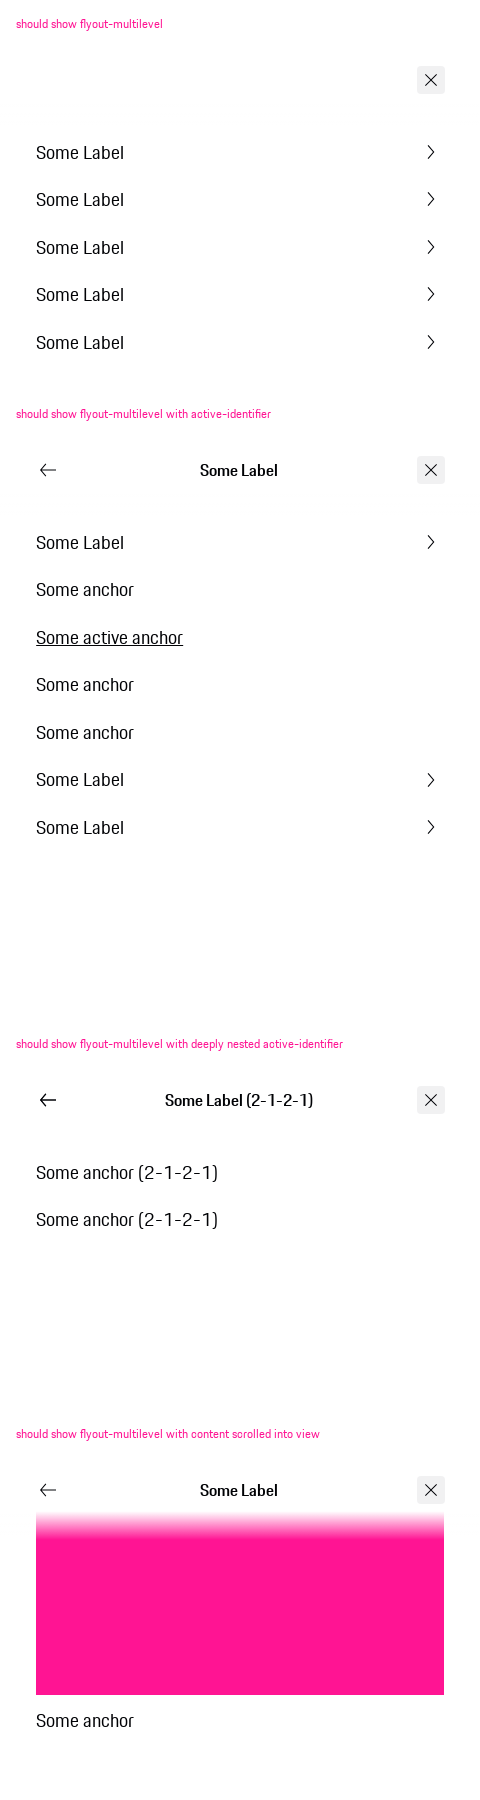 should show flyout-multilevel
Some Label
Some Label
Some Label
Some Label
Some Label
should show flyout-multilevel with active-identifier
Some Label
Some Label
Some anchor
Some active anchor
Some anchor
Some anchor
Some Label
Some Label
should show flyout-multilevel with deeply nested active-identifier
Some Label (2-1-2-1)
Some anchor (2-1-2-1)
Some anchor (2-1-2-1)
should show flyout-multilevel with content scrolled into view
Some Label
Some anchor